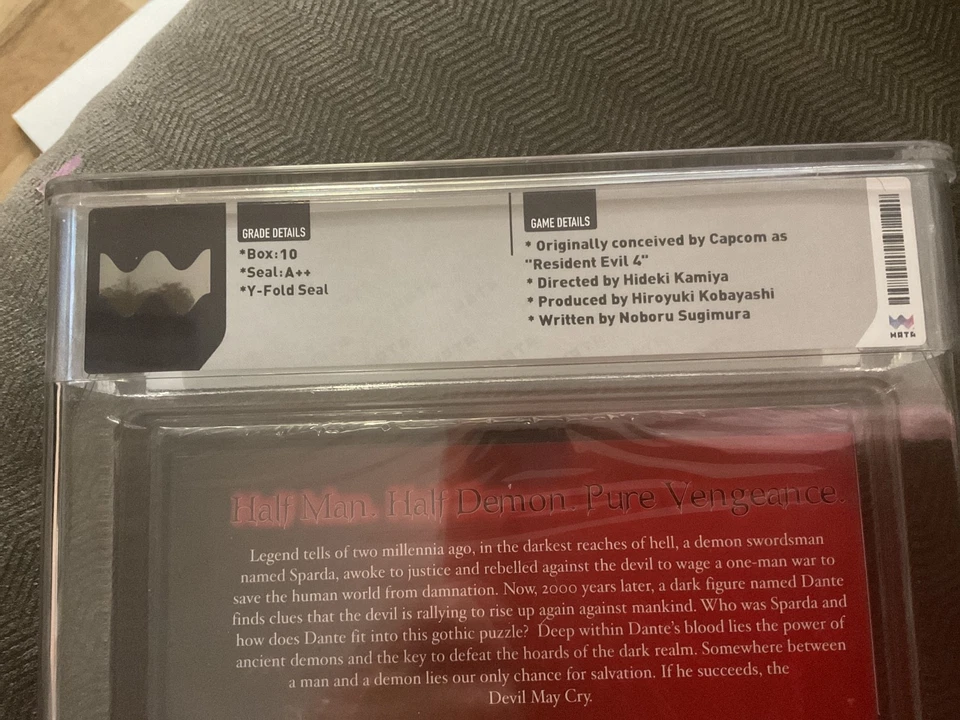 GRADE DETAILS
*Box:10
*Seal:A++
*Y-Fold Seal
GAME DETAILS
* Originally conceived by Capcom as
"Resident Evil 4"
* Directed by Hideki Kamiya
* Produced by Hiroyuki Kobayashi
* Written by Noboru Sugimura
WATA
Half Man. Half Demon. Pure Vengeance.
Legend tells of two millennia ago, in the darkest reaches of hell, a demon swordsman
named Sparda, awoke to justice and rebelled against the devil to wage a one-man war to
save the human world from damnation. Now, 2000 years later, a dark figure named Dante
finds clues that the devil is rallying to rise up again against mankind. Who was Sparda and
how does Dante fit into this gothic puzzle? Deep within Dante's blood lies the power of
ancient demons and the key to defeat the hoards of the dark realm. Somewhere between
a man and a demon lies our only chance for salvation. If he succeeds, the
Devil May Cry.